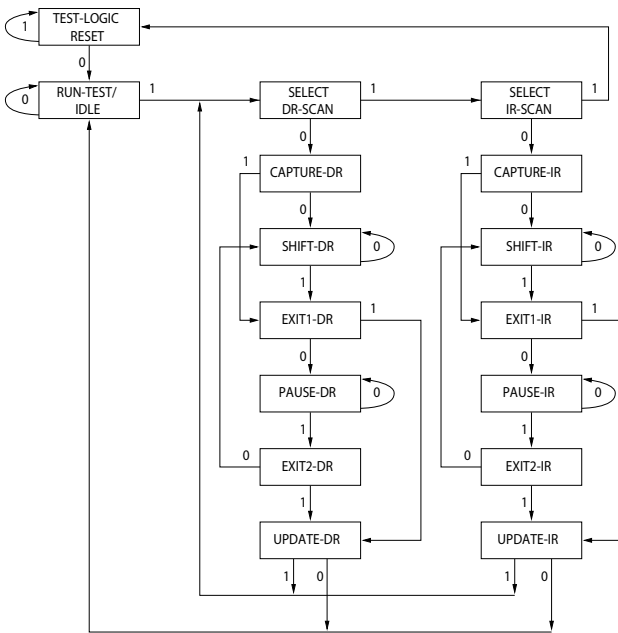 1
TEST-LOGIC
RESET
0
0
RUN-TEST/
IDLE
1
SELECT
DR-SCAN
1
SELECT
IR-SCAN
1
0
0
1
CAPTURE-DR
1
CAPTURE-IR
0
0
SHIFT-DR
0
SHIFT-IR
0
1
1
EXIT1-DR
1
EXIT1-IR
1
0
0
PAUSE-DR
0
PAUSE-IR
0
1
1
0
EXIT2-DR
0
EXIT2-IR
1
1
UPDATE-DR
UPDATE-IR
1
0
1
0